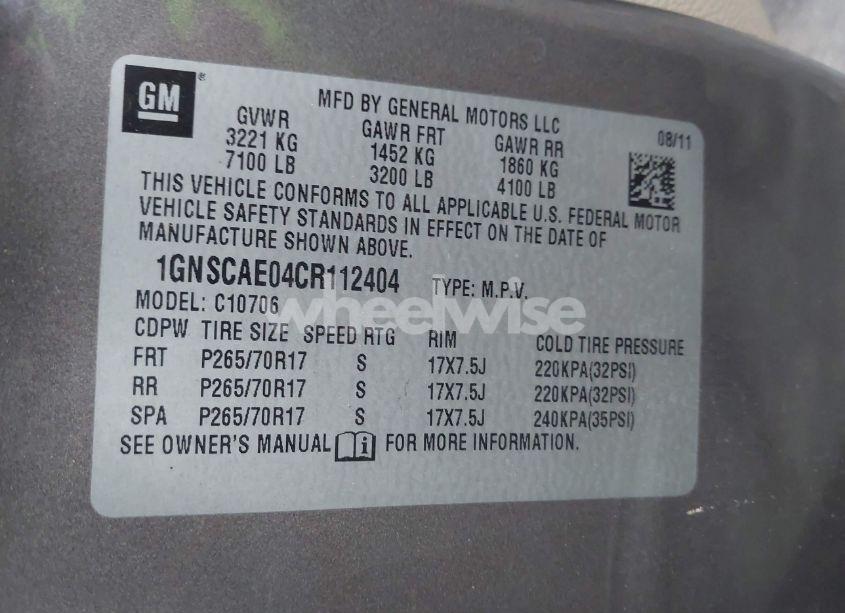 GM
MFD BY GENERAL MOTORS LLC
08/11
GVWR GAWR FRT GAWR RR
3221 KG 1452 KG 1860 KG
7100 LB 3200 LB 4100 LB
THIS VEHICLE CONFORMS TO ALL APPLICABLE U.S. FEDERAL MOTOR
VEHICLE SAFETY STANDARDS IN EFFECT ON THE DATE OF
MANUFACTURE SHOWN ABOVE.
1GNSCAE04CR112404 TYPE: M.P.V.
MODEL: C10706
wheelwise
CDPW TIRE SIZE SPEED RTG RIM COLD TIRE PRESSURE
FRT P265/70R17 S 17X7.5J 220KPA(32PSI)
RR P265/70R17 S 17X7.5J 220KPA(32PSI)
SPA P265/70R17 S 17X7.5J 240KPA(35PSI)
SEE OWNER'S MANUAL FOR MORE INFORMATION.